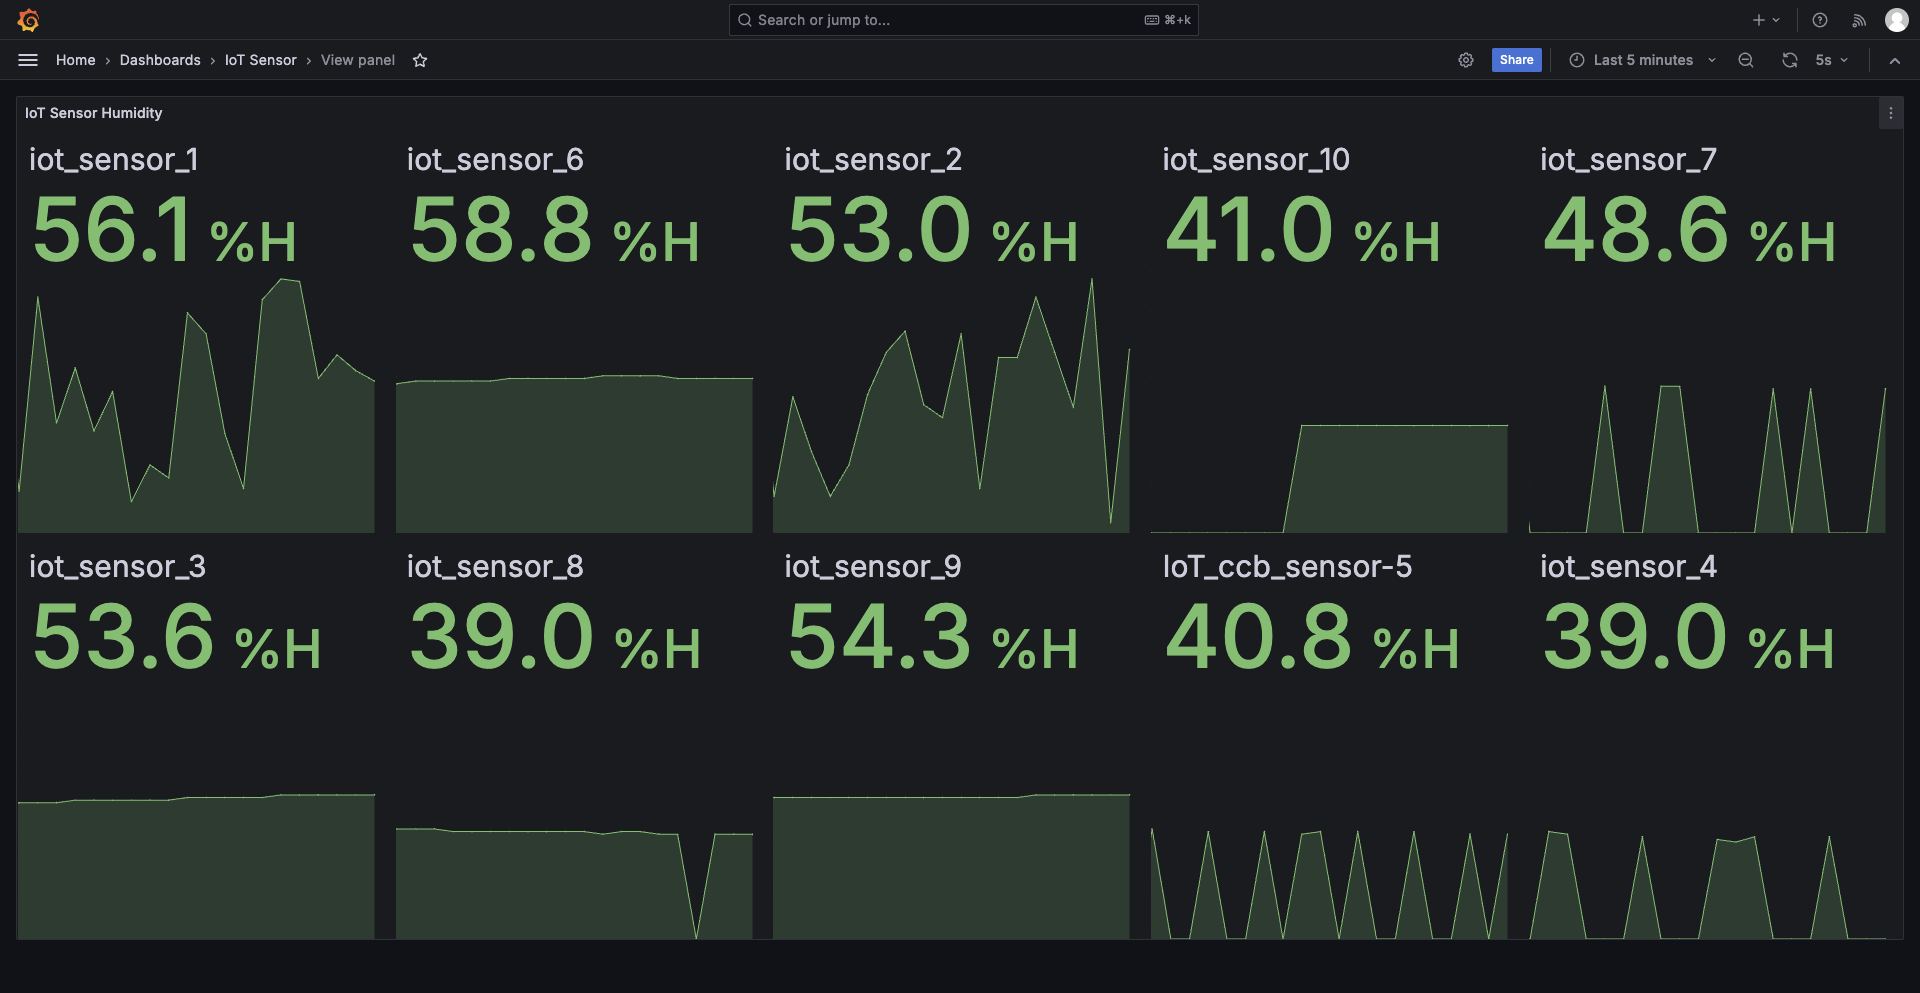 Search or jump to... ⌘+k
Home › Dashboards › IoT Sensor › View panel
Share Last 5 minutes 5s
IoT Sensor Humidity
iot_sensor_1
56.1 %H
iot_sensor_6
58.8 %H
iot_sensor_2
53.0 %H
iot_sensor_10
41.0 %H
iot_sensor_7
48.6 %H
iot_sensor_3
53.6 %H
iot_sensor_8
39.0 %H
iot_sensor_9
54.3 %H
IoT_ccb_sensor-5
40.8 %H
iot_sensor_4
39.0 %H